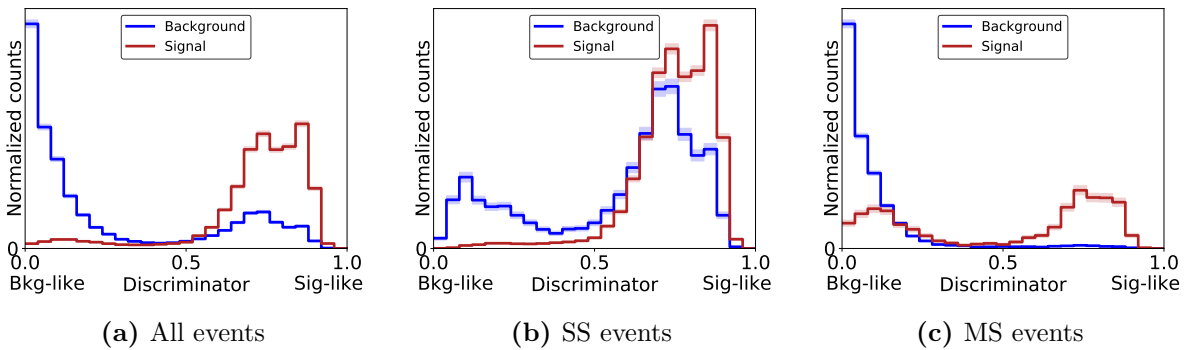 Normalized counts
Background
Signal
0
0.0
0.5
1.0
Bkg-like
Discriminator
Sig-like
(a) All events
Normalized counts
Background
Signal
0
0.0
0.5
1.0
Bkg-like
Discriminator
Sig-like
(b) SS events
Normalized counts
Background
Signal
0
0.0
0.5
1.0
Bkg-like
Discriminator
Sig-like
(c) MS events